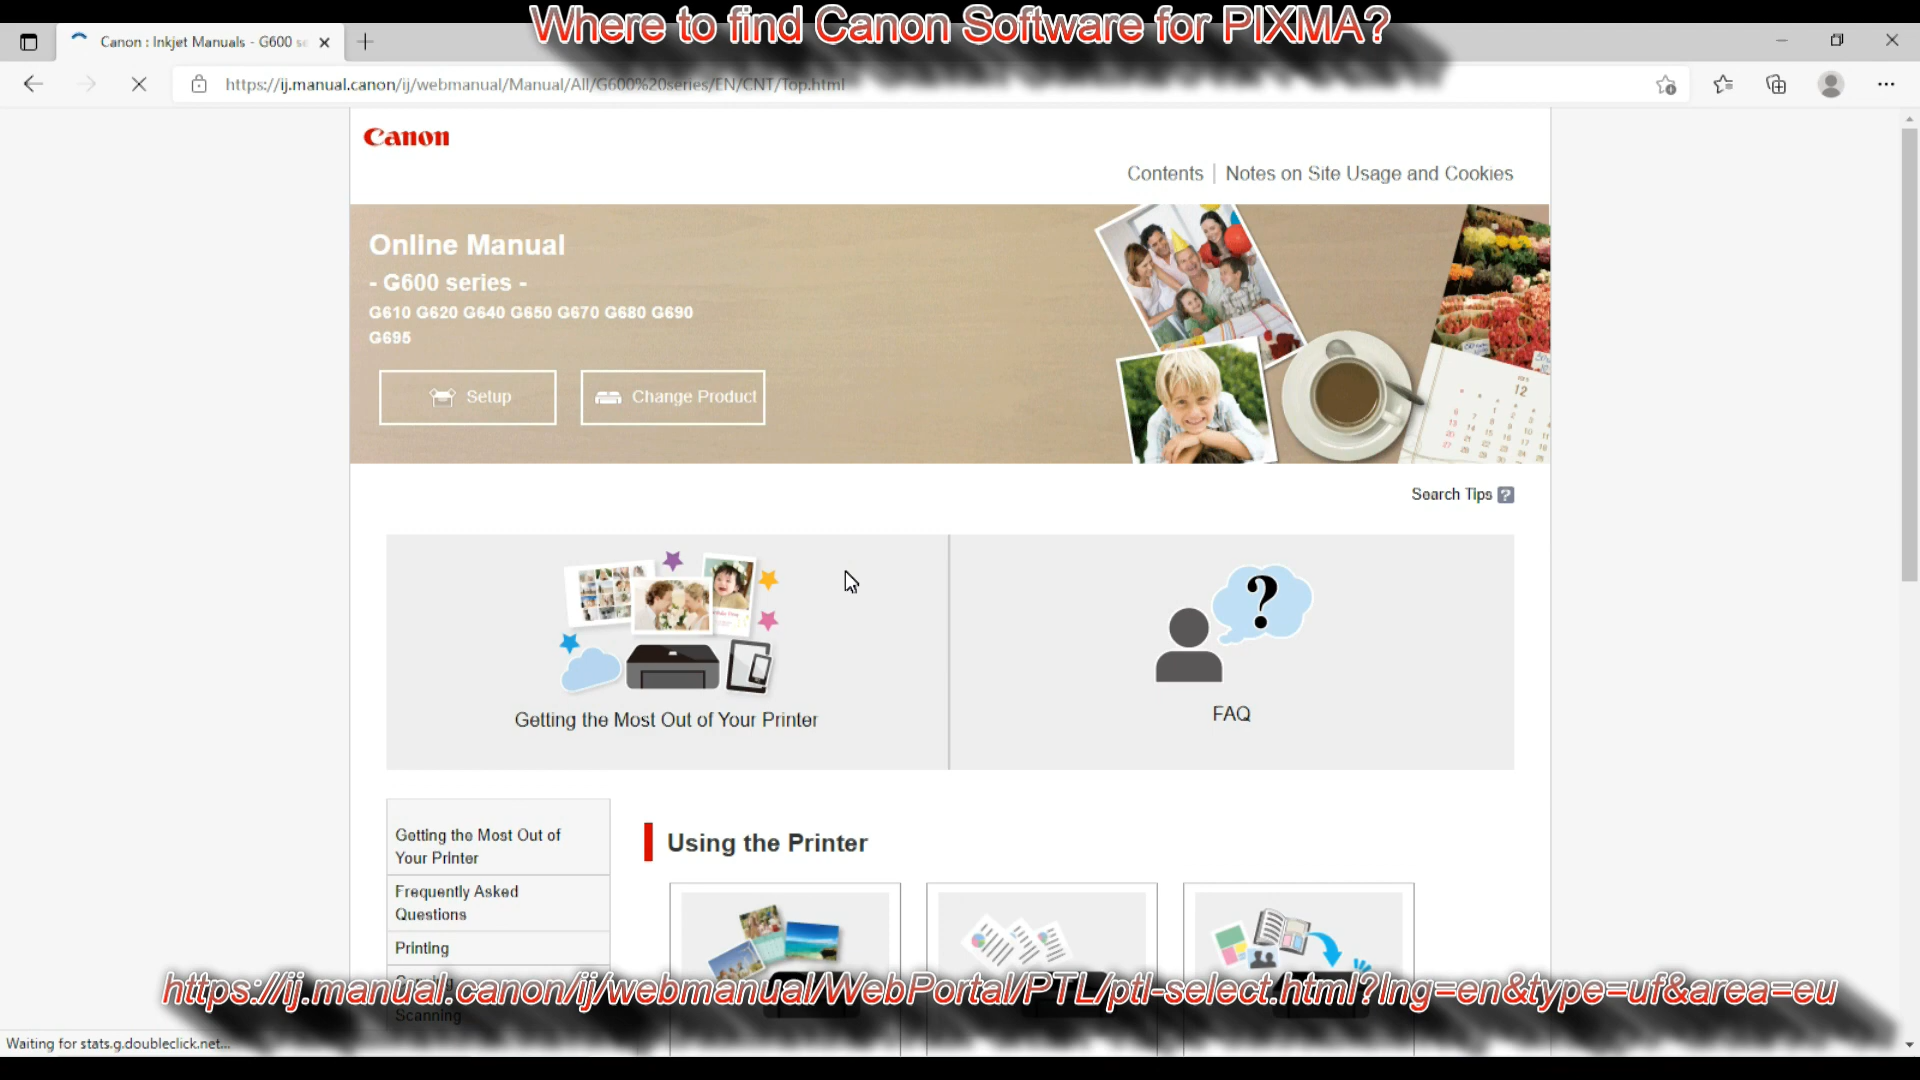 Where to find Canon Software for PIXMA?
Canon : Inkjet Manuals - G600 se
https://ij.manual.canon/ij/webmanual/Manual/All/G600%20series/EN/CNT/Top.html
Canon
Contents | Notes on Site Usage and Cookies
Online Manual
- G600 series -
G610 G620 G640 G650 G670 G680 G690
G695
Setup
Change Product
Search Tips ?
Getting the Most Out of Your Printer
?
FAQ
Getting the Most Out of
Your Printer
Frequently Asked
Questions
Printing
Scanning
Using the Printer
https://ij.manual.canon/ij/webmanual/WebPortal/PTL/ptl-select.html?lng=en&type=uf&area=eu
Waiting for stats.g.doubleclick.net...